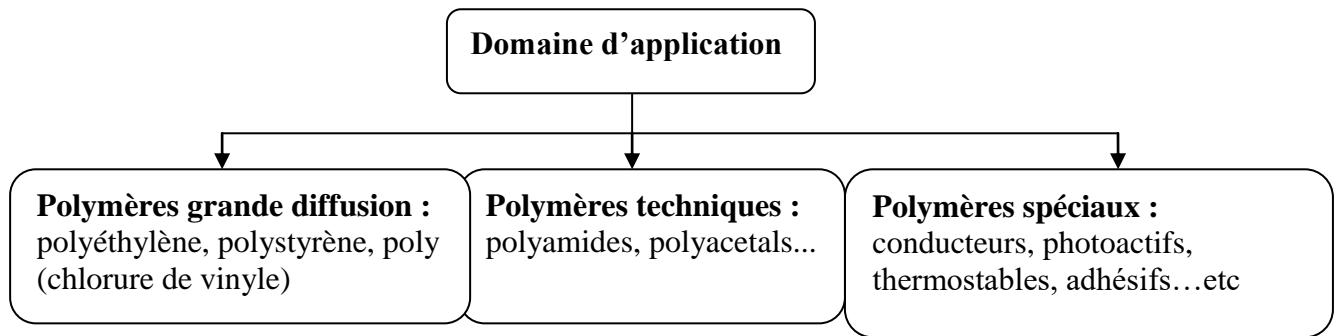 Domaine d’application
Polymères grande diffusion :
polyéthylène, polystyrène, poly
(chlorure de vinyle)
Polymères techniques :
polyamides, polyacetals...
Polymères spéciaux :
conducteurs, photoactifs,
thermostables, adhésifs…etc